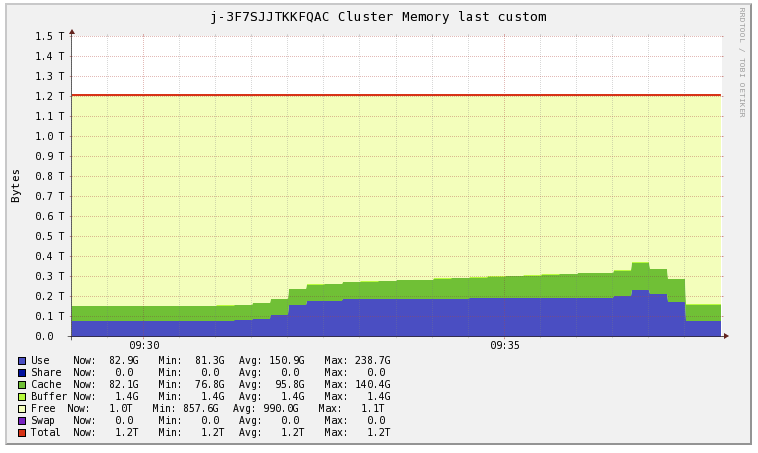 j-3F7SJJTKKFQAC Cluster Memory last custom
RRDTOOL / TOBI OETIKER
Bytes
1.5 T
1.4 T
1.3 T
1.2 T
1.1 T
1.0 T
0.9 T
0.8 T
0.7 T
0.6 T
0.5 T
0.4 T
0.3 T
0.2 T
0.1 T
0.0
09:30 09:35
Use Now: 82.9G Min: 81.3G Avg: 150.9G Max: 238.7G
Share Now: 0.0 Min: 0.0 Avg: 0.0 Max: 0.0
Cache Now: 82.1G Min: 76.8G Avg: 95.8G Max: 140.4G
Buffer Now: 1.4G Min: 1.4G Avg: 1.4G Max: 1.4G
Free Now: 1.0T Min: 857.6G Avg: 990.0G Max: 1.1T
Swap Now: 0.0 Min: 0.0 Avg: 0.0 Max: 0.0
Total Now: 1.2T Min: 1.2T Avg: 1.2T Max: 1.2T